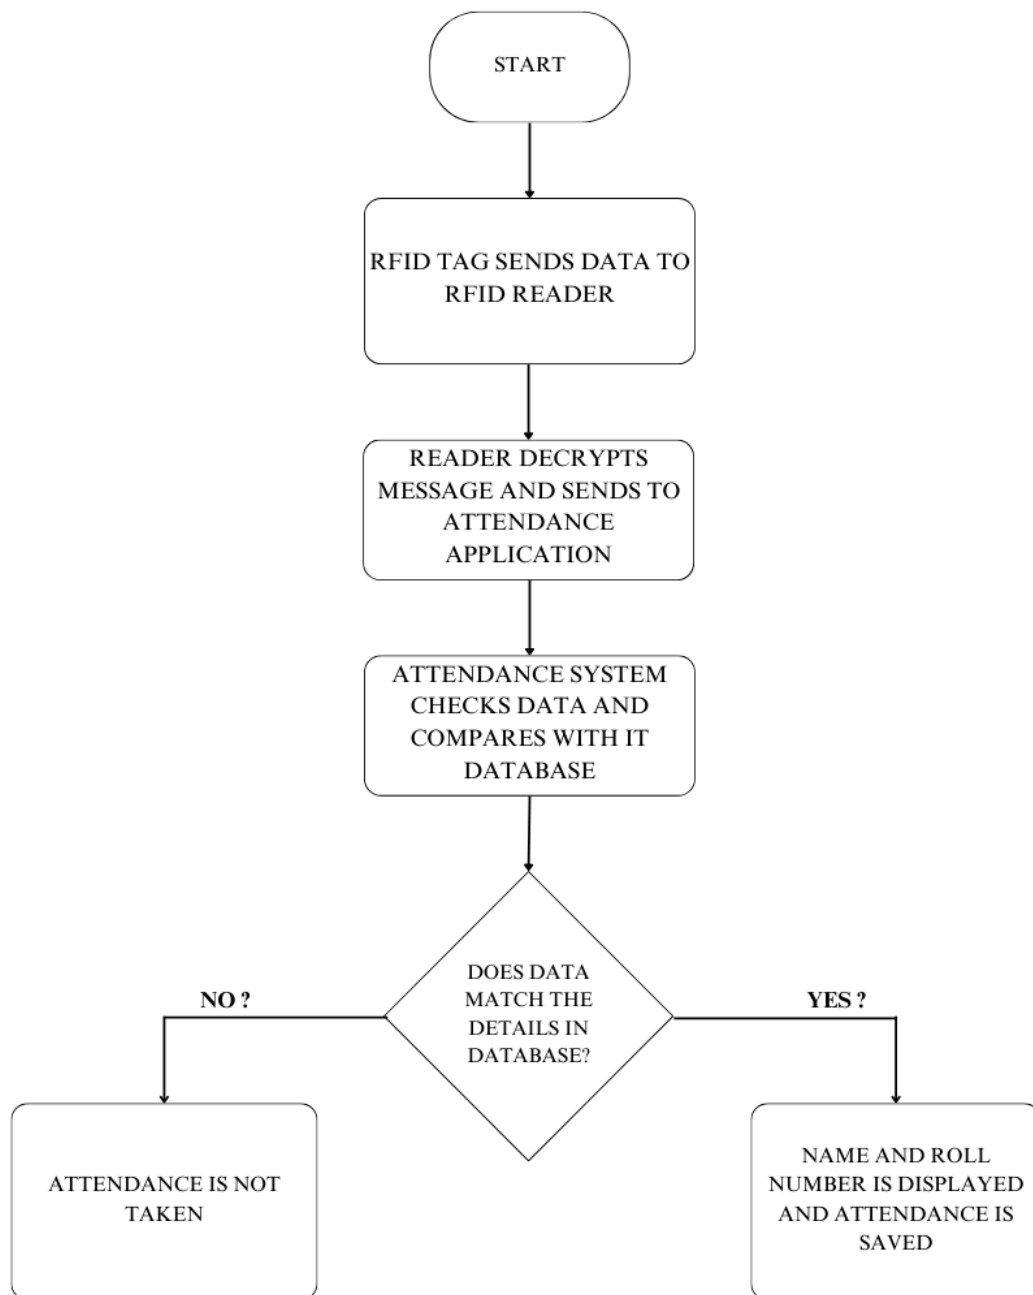 START
RFID TAG SENDS DATA TO
RFID READER
READER DECRYPTS
MESSAGE AND SENDS TO
ATTENDANCE
APPLICATION
ATTENDANCE SYSTEM
CHECKS DATA AND
COMPARES WITH IT
DATABASE
DOES DATA
MATCH THE
DETAILS IN
DATABASE?
NO ?
YES ?
ATTENDANCE IS NOT
TAKEN
NAME AND ROLL
NUMBER IS DISPLAYED
AND ATTENDANCE IS
SAVED